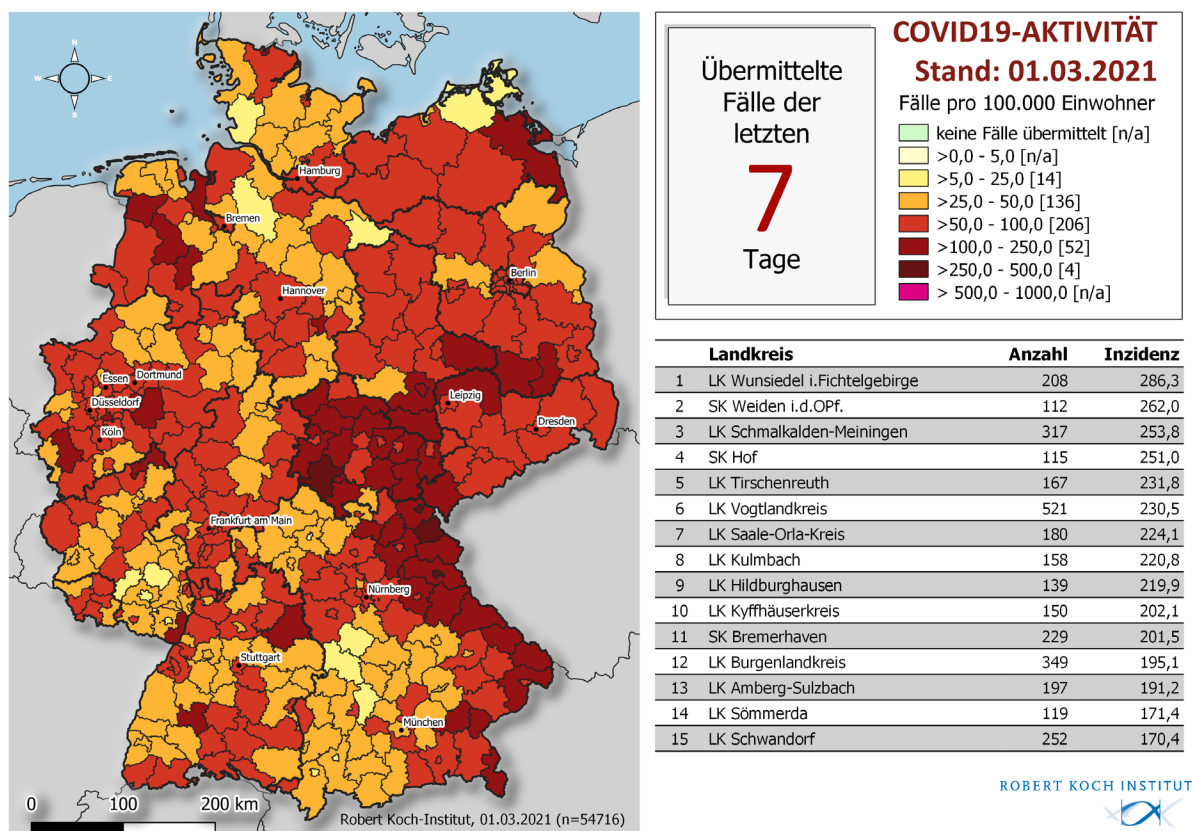 N
W
E
S
Hamburg
Bremen
Berlin
Hannover
Essen
Dortmund
Düsseldorf
Köln
Leipzig
Dresden
Frankfurt am Main
Nürnberg
Stuttgart
München
0 100 200 km
Robert Koch-Institut, 01.03.2021 (n=54716)
Übermittelte
Fälle der
letzten
7
Tage
COVID19-AKTIVITÄT
Stand: 01.03.2021
Fälle pro 100.000 Einwohner
keine Fälle übermittelt [n/a]
>0,0 - 5,0 [n/a]
>5,0 - 25,0 [14]
>25,0 - 50,0 [136]
>50,0 - 100,0 [206]
>100,0 - 250,0 [52]
>250,0 - 500,0 [4]
> 500,0 - 1000,0 [n/a]
Landkreis Anzahl Inzidenz
1 LK Wunsiedel i.Fichtelgebirge 208 286,3
2 SK Weiden i.d.OPf. 112 262,0
3 LK Schmalkalden-Meiningen 317 253,8
4 SK Hof 115 251,0
5 LK Tirschenreuth 167 231,8
6 LK Vogtlandkreis 521 230,5
7 LK Saale-Orla-Kreis 180 224,1
8 LK Kulmbach 158 220,8
9 LK Hildburghausen 139 219,9
10 LK Kyffhäuserkreis 150 202,1
11 SK Bremerhaven 229 201,5
12 LK Burgenlandkreis 349 195,1
13 LK Amberg-Sulzbach 197 191,2
14 LK Sömmerda 119 171,4
15 LK Schwandorf 252 170,4
ROBERT KOCH INSTITUT